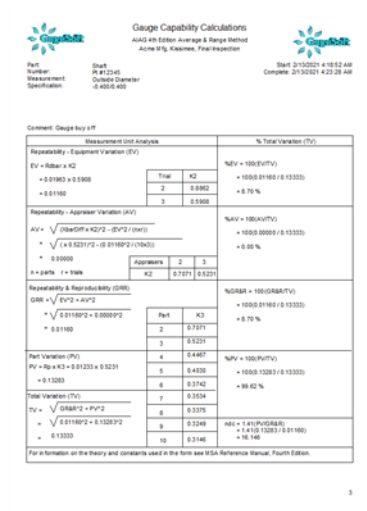 GaugeSoft
Gauge Capability Calculations
AIAG 4th Edition Average & Range Method
Acme Mfg, Kissimee, Final Inspection
GaugeSoft
Part Shaft
Number: Pt #12345
Measurement: Outside Diameter
Specification: -0.400/0.400
Start: 2/13/2021 4:18:52 AM
Complete: 2/13/2021 4:23:28 AM
Comment: Gauge buy off
Measurement Unit Analysis
% Total Variation (TV)
Repeatability - Equipment Variation (EV)
EV = Rdbar x K2
= 0.01963 x 0.5908
= 0.01160
Trial K2
2 0.8862
3 0.5908
%EV = 100(EV/TV)
= 100(0.01160 / 0.13333)
= 8.70 %
Repeatability - Appraiser Variation (AV)
AV = √ (XbarDiff x K2)^2 - (EV^2 / (nxr))
= √ ( x 0.5231)^2 - (0.01160^2 / (10x3))
= 0.00000
n = parts r = trials
Appraisers 2 3
K2 0.7071 0.5231
%AV = 100(AV/TV)
= 100(0.00000 / 0.13333)
= 0.00 %
Repeatability & Reproducibility (GRR)
GRR = √ EV^2 + AV^2
= √ 0.01160^2 + 0.00000^2
= 0.01160
%GR&R = 100(GR&R/TV)
= 100(0.01160 / 0.13333)
= 8.70 %
Part K3
2 0.7071
3 0.5231
4 0.4467
5 0.4030
6 0.3742
7 0.3534
8 0.3375
9 0.3249
10 0.3146
Part Variation (PV)
PV = Rp x K3 = 0.01233 x 0.5231
= 0.13283
%PV = 100(PV/TV)
= 100(0.13283 / 0.13333)
= 99.62 %
Total Variation (TV)
TV = √ GR&R^2 + PV^2
= √ 0.01160^2 + 0.13283^2
= 0.13333
ndc = 1.41(PV/GR&R)
= 1.41(0.13283 / 0.01160)
= 16.146
For information on the theory and constants used in the form see MSA Reference Manual, Fourth Edition.
3